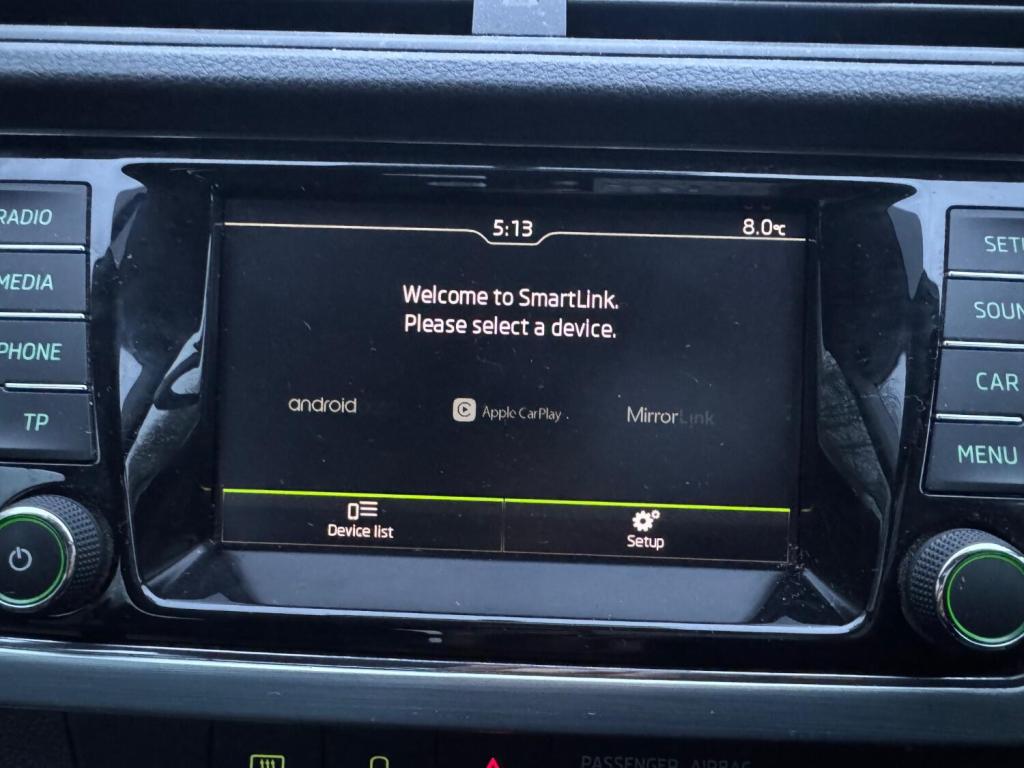 RADIO
MEDIA
PHONE
TP
5:13
8.0°C
Welcome to SmartLink.
Please select a device.
android
Apple CarPlay
MirrorLink
Device list
Setup
SETU
SOUN
CAR
MENU
PASSENGER AIRBAG